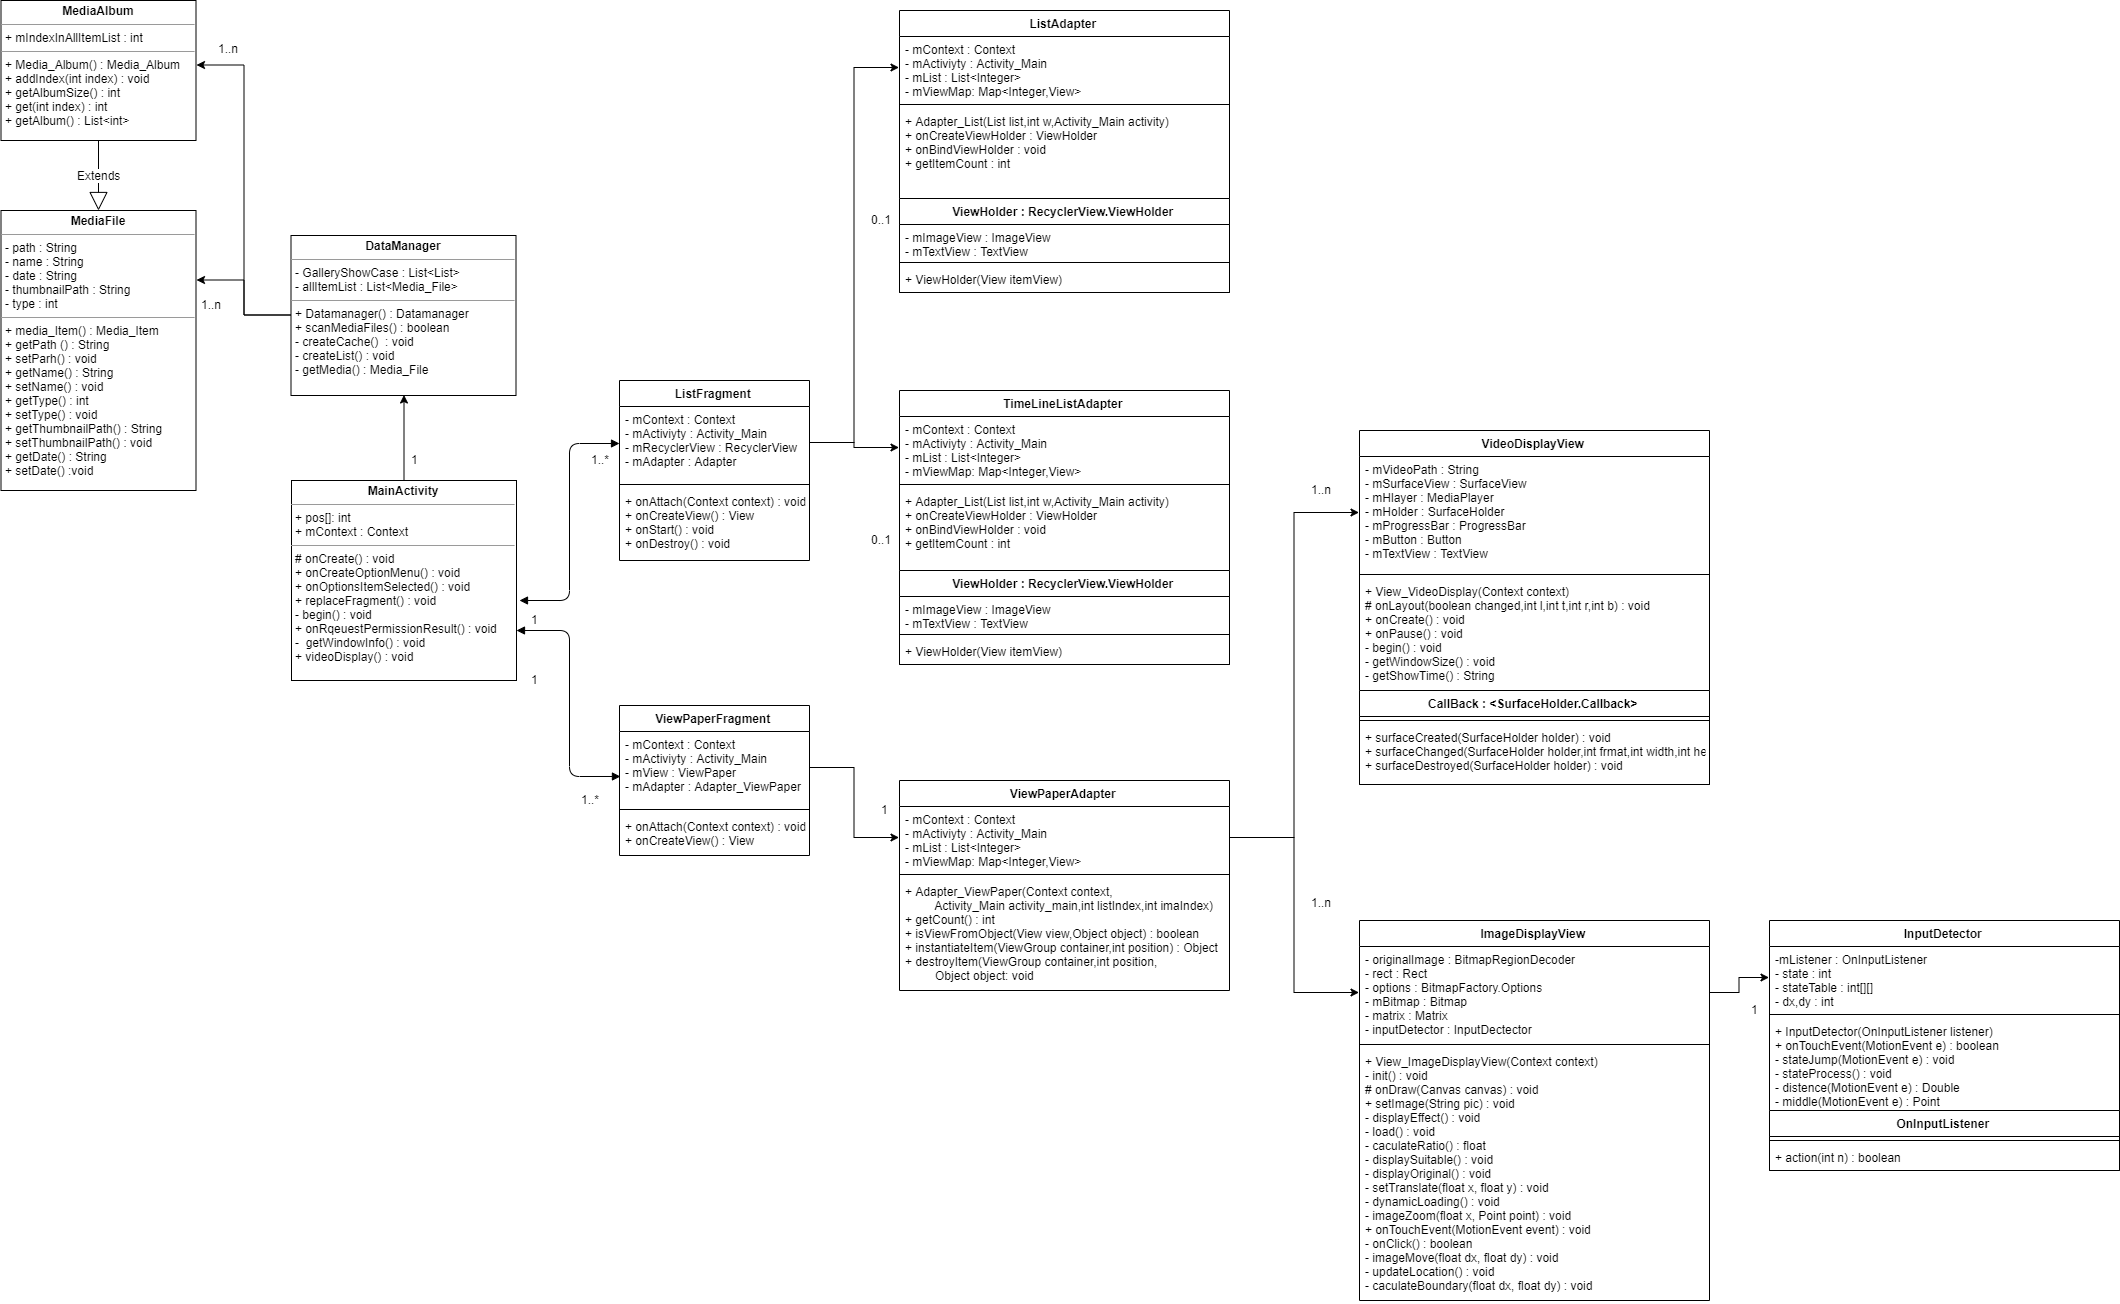 MediaAlbum
+ mIndexInAllItemList : int
+ Media_Album() : Media_Album
+ addIndex(int index) : void
+ getAlbumSize() : int
+ get(int index) : int
+ getAlbum() : List<int>
1..n
Extends
MediaFile
- path : String
- name : String
- date : String
- thumbnailPath : String
- type : int
+ media_Item() : Media_Item
+ getPath () : String
+ setParh() : void
+ getName() : String
+ setName() : void
+ getType() : int
+ setType() : void
+ getThumbnailPath() : String
+ setThumbnailPath() : void
+ getDate() : String
+ setDate() :void
1..n
DataManager
- GalleryShowCase : List<List>
- allItemList : List<Media_File>
+ Datamanager() : Datamanager
+ scanMediaFiles() : boolean
- createCache()  : void
- createList() : void
- getMedia() : Media_File
1
MainActivity
+ pos[]: int
+ mContext : Context
# onCreate() : void
+ onCreateOptionMenu() : void
+ onOptionsItemSelected() : void
+ replaceFragment() : void
- begin() : void
+ onRqeuestPermissionResult() : void
-  getWindowInfo() : void
+ videoDisplay() : void
1
1
1..*
1..*
ListFragment
- mContext : Context
- mActiviyty : Activity_Main
- mRecyclerView : RecyclerView
- mAdapter : Adapter
+ onAttach(Context context) : void
+ onCreateView() : View
+ onStart() : void
+ onDestroy() : void
ViewPaperFragment
- mContext : Context
- mActiviyty : Activity_Main
- mView : ViewPaper
- mAdapter : Adapter_ViewPaper
+ onAttach(Context context) : void
+ onCreateView() : View
ListAdapter
- mContext : Context
- mActiviyty : Activity_Main
- mList : List<Integer>
- mViewMap: Map<Integer,View>
+ Adapter_List(List list,int w,Activity_Main activity)
+ onCreateViewHolder : ViewHolder
+ onBindViewHolder : void
+ getItemCount : int
0..1
ViewHolder : RecyclerView.ViewHolder
- mImageView : ImageView
- mTextView : TextView
+ ViewHolder(View itemView)
TimeLineListAdapter
- mContext : Context
- mActiviyty : Activity_Main
- mList : List<Integer>
- mViewMap: Map<Integer,View>
+ Adapter_List(List list,int w,Activity_Main activity)
+ onCreateViewHolder : ViewHolder
+ onBindViewHolder : void
+ getItemCount : int
0..1
ViewHolder : RecyclerView.ViewHolder
- mImageView : ImageView
- mTextView : TextView
+ ViewHolder(View itemView)
1
ViewPaperAdapter
- mContext : Context
- mActiviyty : Activity_Main
- mList : List<Integer>
- mViewMap: Map<Integer,View>
+ Adapter_ViewPaper(Context context,
Activity_Main activity_main,int listIndex,int imaIndex)
+ getCount() : int
+ isViewFromObject(View view,Object object) : boolean
+ instantiateItem(ViewGroup container,int position) : Object
+ destroyItem(ViewGroup container,int position,
Object object: void
1..n
VideoDisplayView
- mVideoPath : String
- mSurfaceView : SurfaceView
- mHlayer : MediaPlayer
- mHolder : SurfaceHolder
- mProgressBar : ProgressBar
- mButton : Button
- mTextView : TextView
+ View_VideoDisplay(Context context)
# onLayout(boolean changed,int l,int t,int r,int b) : void
+ onCreate() : void
+ onPause() : void
- begin() : void
- getWindowSize() : void
- getShowTime() : String
CallBack : <SurfaceHolder.Callback>
+ surfaceCreated(SurfaceHolder holder) : void
+ surfaceChanged(SurfaceHolder holder,int frmat,int width,int he
+ surfaceDestroyed(SurfaceHolder holder) : void
1..n
ImageDisplayView
- originalImage : BitmapRegionDecoder
- rect : Rect
- options : BitmapFactory.Options
- mBitmap : Bitmap
- matrix : Matrix
- inputDetector : InputDectector
+ View_ImageDisplayView(Context context)
- init() : void
# onDraw(Canvas canvas) : void
+ setImage(String pic) : void
- displayEffect() : void
- load() : void
- caculateRatio() : float
- displaySuitable() : void
- displayOriginal() : void
- setTranslate(float x, float y) : void
- dynamicLoading() : void
- imageZoom(float x, Point point) : void
+ onTouchEvent(MotionEvent event) : void
- onClick() : boolean
- imageMove(float dx, float dy) : void
- updateLocation() : void
- caculateBoundary(float dx, float dy) : void
1
InputDetector
-mListener : OnInputListener
- state : int
- stateTable : int[][]
- dx,dy : int
+ InputDetector(OnInputListener listener)
+ onTouchEvent(MotionEvent e) : boolean
- stateJump(MotionEvent e) : void
- stateProcess() : void
- distence(MotionEvent e) : Double
- middle(MotionEvent e) : Point
OnInputListener
+ action(int n) : boolean